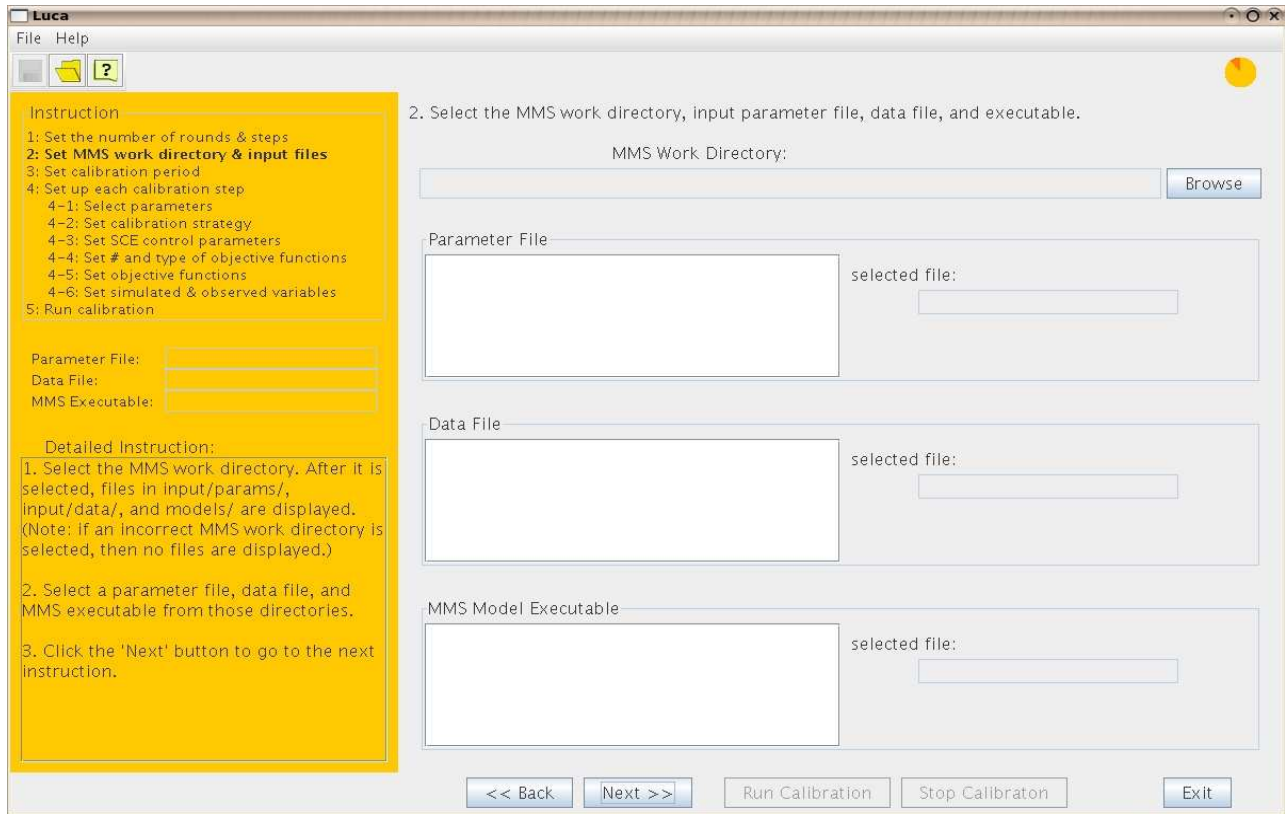 Luca
File Help
?
Instruction
1: Set the number of rounds & steps
2: Set MMS work directory & input files
3: Set calibration period
4: Set up each calibration step
4-1: Select parameters
4-2: Set calibration strategy
4-3: Set SCE control parameters
4-4: Set # and type of objective functions
4-5: Set objective functions
4-6: Set simulated & observed variables
5: Run calibration
Parameter File:
Data File:
MMS Executable:
Detailed Instruction:
1. Select the MMS work directory. After it is
selected, files in input/params/,
input/data/, and models/ are displayed.
(Note: if an incorrect MMS work directory is
selected, then no files are displayed.)
2. Select a parameter file, data file, and
MMS executable from those directories.
3. Click the 'Next' button to go to the next
instruction.
2. Select the MMS work directory, input parameter file, data file, and executable.
MMS Work Directory:
Browse
Parameter File
selected file:
Data File
selected file:
MMS Model Executable
selected file:
<< Back
Next >>
Run Calibration
Stop Calibraton
Exit